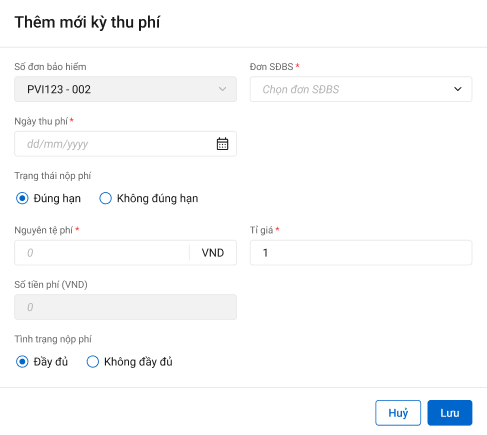 Thêm mới kỳ thu phí
Số đơn bảo hiểm
Đơn SĐBS *
PVI123 - 002
Chọn đơn SĐBS
Ngày thu phí *
dd/mm/yyyy
Trạng thái nộp phí
Đúng hạn
Không đúng hạn
Nguyên tệ phí *
Tỉ giá *
0
VND
1
Số tiền phí (VND)
0
Tình trạng nộp phí
Đầy đủ
Không đầy đủ
Huỷ
Lưu